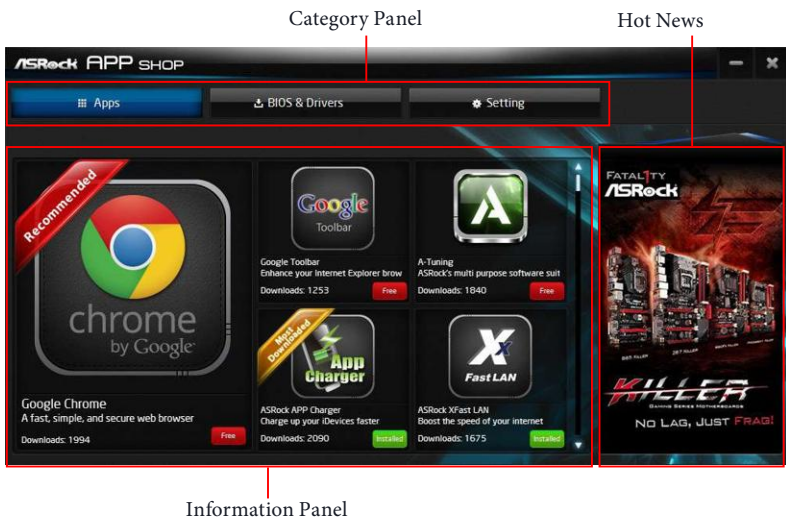 Category Panel
Hot News
ASRock APP SHOP
Apps
BIOS & Drivers
Setting
Recommended
chrome
by Google
Google Chrome
A fast, simple, and secure web browser
Downloads: 1994
Free
Google
Toolbar
Google Toolbar
Enhance your Internet Explorer brow
Downloads: 1253
Free
A
A-Tuning
ASRock's multi purpose software suit
Downloads: 1840
Free
Most
Downloaded
App
Charger
ASRock APP Charger
Charge up your iDevices faster
Downloads: 2090
Installed
X
Fast LAN
ASRock XFast LAN
Boost the speed of your internet
Downloads: 1675
Installed
FATAL1TY
ASRock
KILLER
GAMING SERIES MOTHERBOARDS
NO LAG, JUST FRAG!
Information Panel